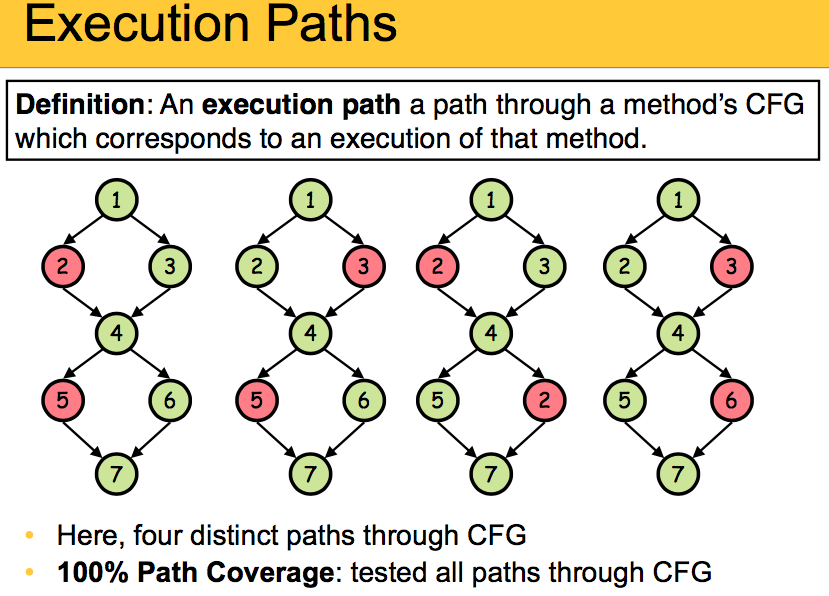 Execution Paths
Definition: An execution path a path through a method's CFG
which corresponds to an execution of that method.
1 1 1 1
2 3 2 3 2 3 2 3
4 4 4 4
5 6 5 6 5 2 5 6
7 7 7 7
• Here, four distinct paths through CFG
• 100% Path Coverage: tested all paths through CFG